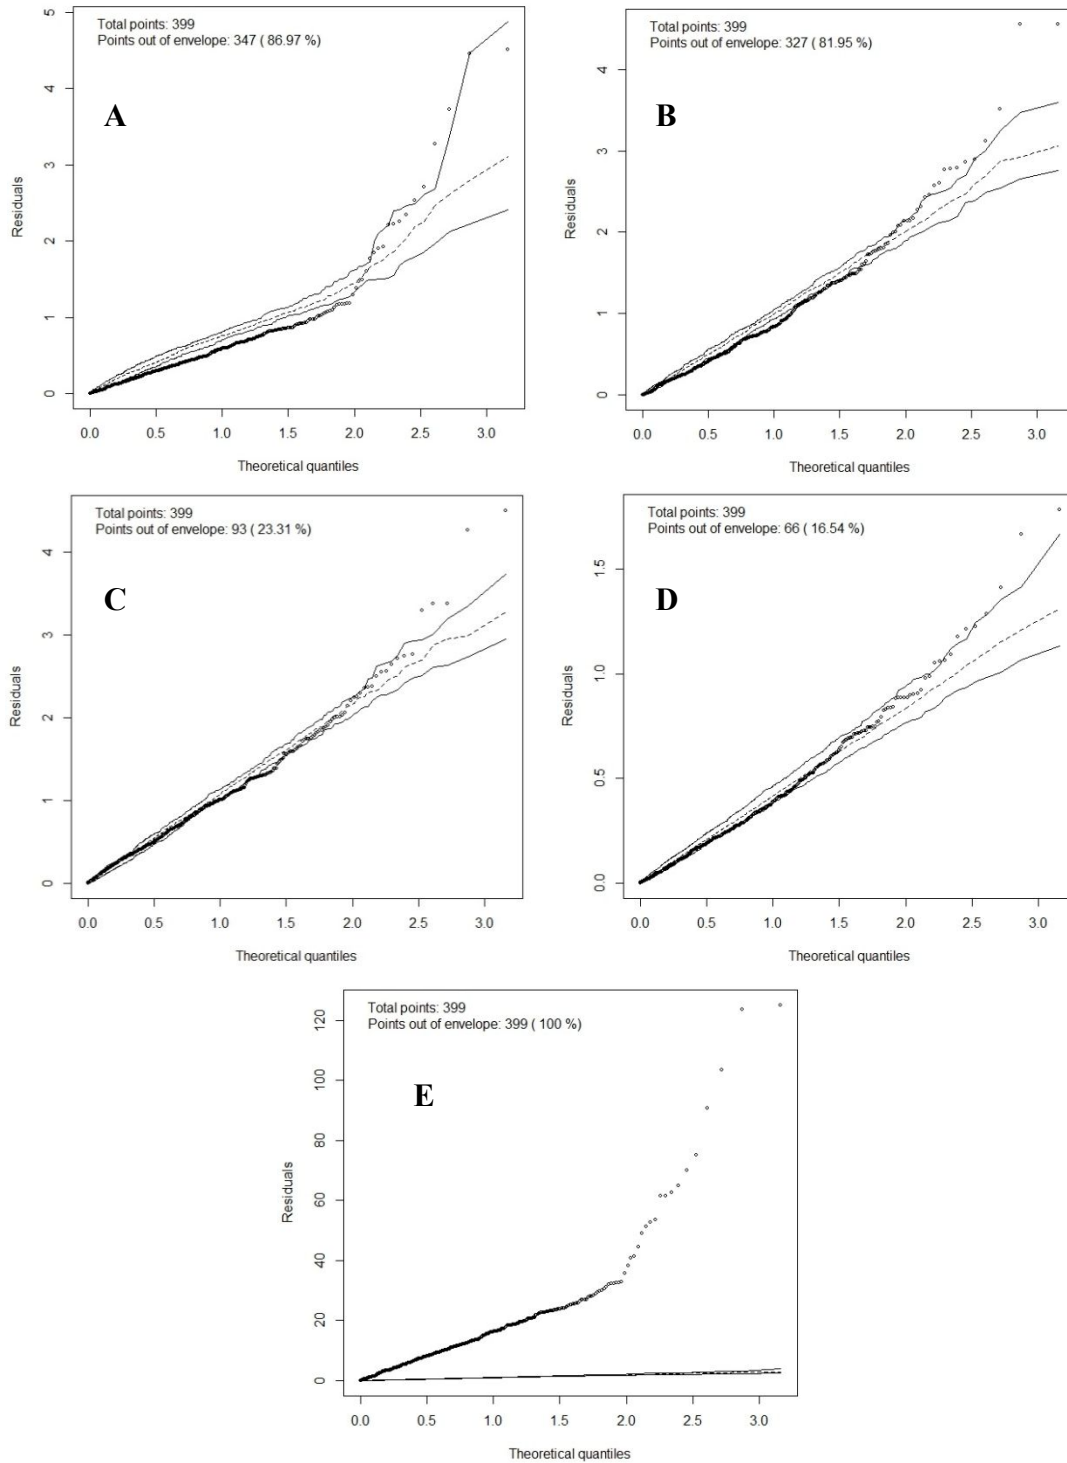 Total points: 399
Points out of envelope: 347 ( 86.97 %)
A
Residuals
5
4
3
2
1
0
0.0 0.5 1.0 1.5 2.0 2.5 3.0
Theoretical quantiles
Total points: 399
Points out of envelope: 327 ( 81.95 %)
B
Residuals
4
3
2
1
0
0.0 0.5 1.0 1.5 2.0 2.5 3.0
Theoretical quantiles
Total points: 399
Points out of envelope: 93 ( 23.31 %)
C
Residuals
4
3
2
1
0
0.0 0.5 1.0 1.5 2.0 2.5 3.0
Theoretical quantiles
Total points: 399
Points out of envelope: 66 ( 16.54 %)
D
Residuals
1.5
1.0
0.5
0.0
0.0 0.5 1.0 1.5 2.0 2.5 3.0
Theoretical quantiles
Total points: 399
Points out of envelope: 399 ( 100 %)
E
Residuals
120
100
80
60
40
20
0
0.0 0.5 1.0 1.5 2.0 2.5 3.0
Theoretical quantiles